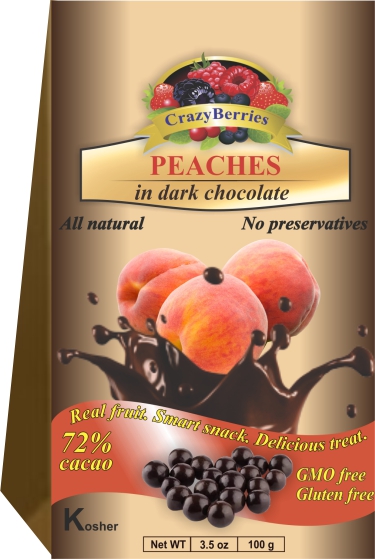 CrazyBerries
PEACHES
in dark chocolate
All natural No preservatives
Real fruit. Smart snack. Delicious treat.
72%
cacao
GMO free
Gluten free
Kosher
Net WT 3.5 oz 100 g